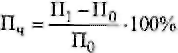 Пч = (П1 − П0) / П0 · 100%